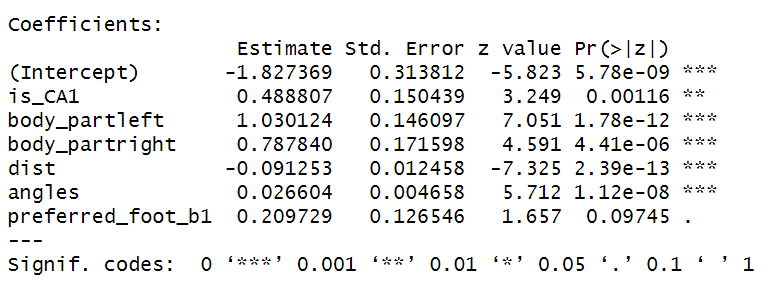 Coefficients:
Estimate Std. Error z value Pr(>|z|)
(Intercept) -1.827369 0.313812 -5.823 5.78e-09 ***
is_CA1 0.488807 0.150439 3.249 0.00116 **
body_partleft 1.030124 0.146097 7.051 1.78e-12 ***
body_partright 0.787840 0.171598 4.591 4.41e-06 ***
dist -0.091253 0.012458 -7.325 2.39e-13 ***
angles 0.026604 0.004658 5.712 1.12e-08 ***
preferred_foot_b1 0.209729 0.126546 1.657 0.09745 .
---
Signif. codes: 0 ‘***’ 0.001 ‘**’ 0.01 ‘*’ 0.05 ‘.’ 0.1 ‘ ’ 1